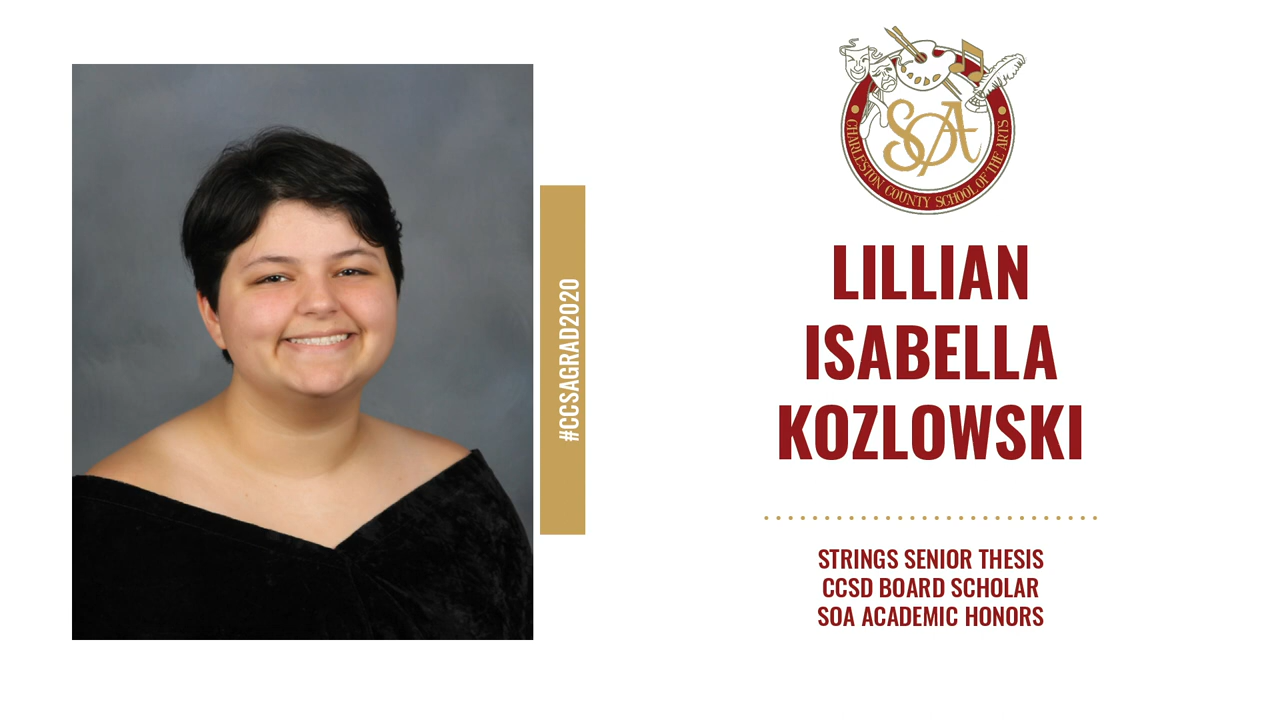 SOA
CHARLESTON COUNTY SCHOOL OF THE ARTS
LILLIAN
ISABELLA
KOZLOWSKI
#CCSAGRAD2020
STRINGS SENIOR THESIS
CCSD BOARD SCHOLAR
SOA ACADEMIC HONORS